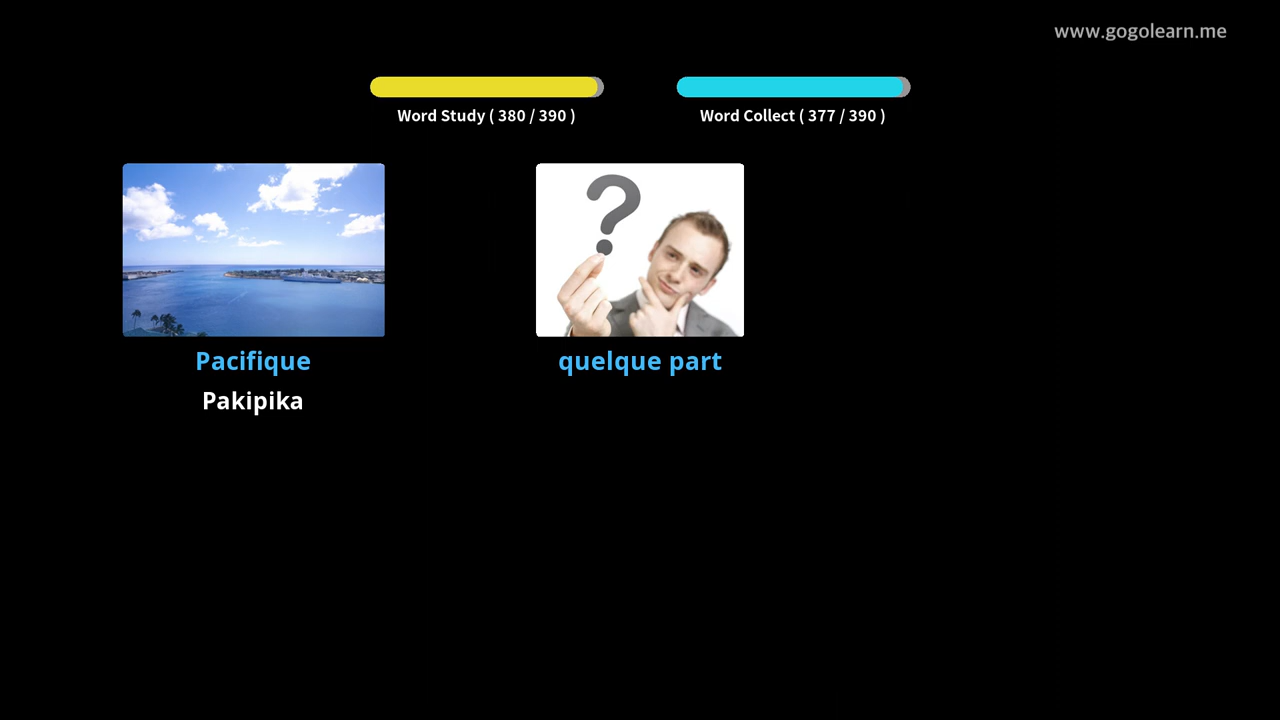 www.gogolearn.me
Word Study ( 380 / 390 )
Word Collect ( 377 / 390 )
Pacifique
quelque part
Pakipika